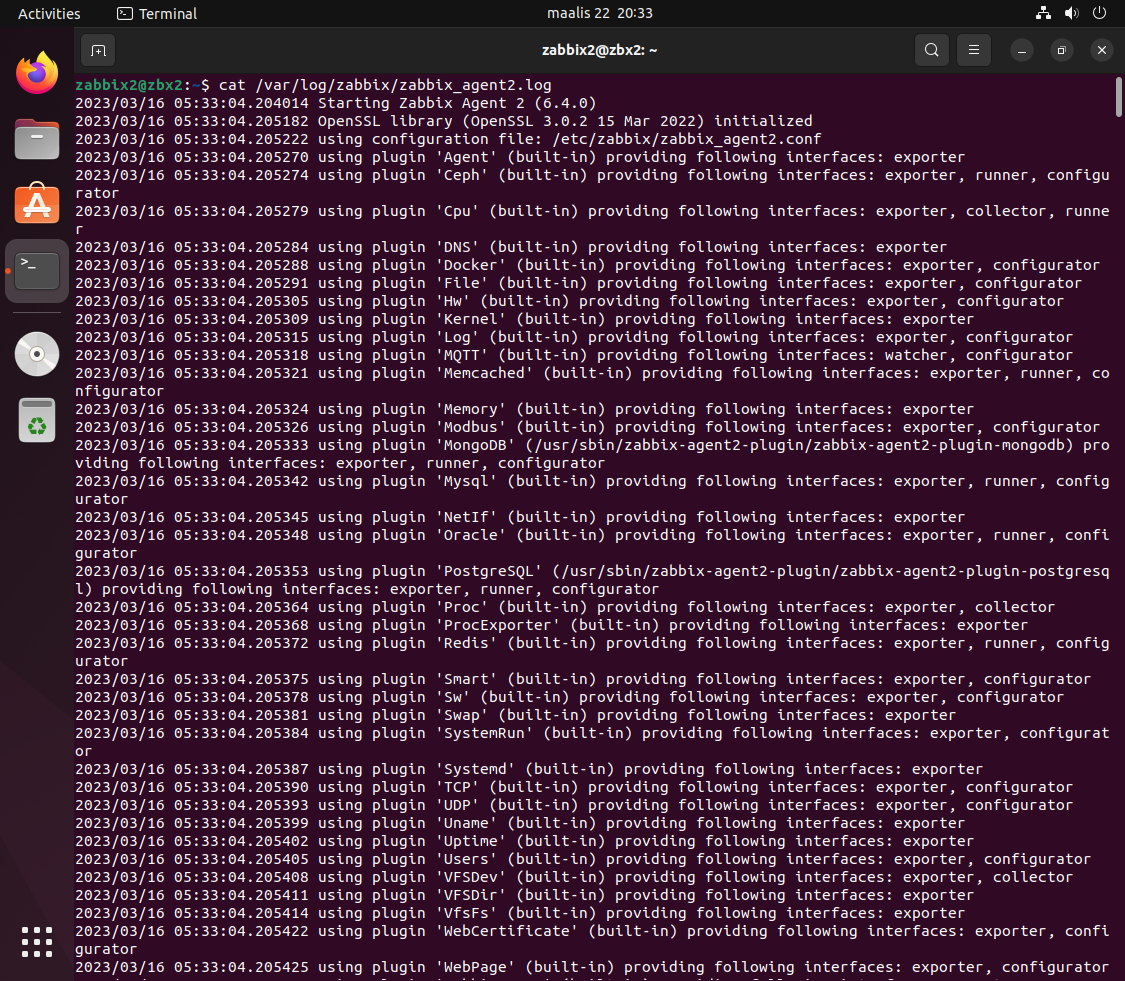 Activities
Terminal
maalis 22 20:33
zabbix2@zbx2: ~
zabbix2@zbx2:~$ cat /var/log/zabbix/zabbix_agent2.log
2023/03/16 05:33:04.204014 Starting Zabbix Agent 2 (6.4.0)
2023/03/16 05:33:04.205182 OpenSSL library (OpenSSL 3.0.2 15 Mar 2022) initialized
2023/03/16 05:33:04.205222 using configuration file: /etc/zabbix/zabbix_agent2.conf
2023/03/16 05:33:04.205270 using plugin 'Agent' (built-in) providing following interfaces: exporter
2023/03/16 05:33:04.205274 using plugin 'Ceph' (built-in) providing following interfaces: exporter, runner, configu
rator
2023/03/16 05:33:04.205279 using plugin 'Cpu' (built-in) providing following interfaces: exporter, collector, runne
r
2023/03/16 05:33:04.205284 using plugin 'DNS' (built-in) providing following interfaces: exporter
2023/03/16 05:33:04.205288 using plugin 'Docker' (built-in) providing following interfaces: exporter, configurator
2023/03/16 05:33:04.205291 using plugin 'File' (built-in) providing following interfaces: exporter, configurator
2023/03/16 05:33:04.205305 using plugin 'Hw' (built-in) providing following interfaces: exporter, configurator
2023/03/16 05:33:04.205309 using plugin 'Kernel' (built-in) providing following interfaces: exporter
2023/03/16 05:33:04.205315 using plugin 'Log' (built-in) providing following interfaces: exporter, configurator
2023/03/16 05:33:04.205318 using plugin 'MQTT' (built-in) providing following interfaces: watcher, configurator
2023/03/16 05:33:04.205321 using plugin 'Memcached' (built-in) providing following interfaces: exporter, runner, co
nfigurator
2023/03/16 05:33:04.205324 using plugin 'Memory' (built-in) providing following interfaces: exporter
2023/03/16 05:33:04.205326 using plugin 'Modbus' (built-in) providing following interfaces: exporter, configurator
2023/03/16 05:33:04.205333 using plugin 'MongoDB' (/usr/sbin/zabbix-agent2-plugin/zabbix-agent2-plugin-mongodb) pro
viding following interfaces: exporter, runner, configurator
2023/03/16 05:33:04.205342 using plugin 'Mysql' (built-in) providing following interfaces: exporter, runner, config
urator
2023/03/16 05:33:04.205345 using plugin 'NetIf' (built-in) providing following interfaces: exporter
2023/03/16 05:33:04.205348 using plugin 'Oracle' (built-in) providing following interfaces: exporter, runner, confi
gurator
2023/03/16 05:33:04.205353 using plugin 'PostgreSQL' (/usr/sbin/zabbix-agent2-plugin/zabbix-agent2-plugin-postgresq
l) providing following interfaces: exporter, runner, configurator
2023/03/16 05:33:04.205364 using plugin 'Proc' (built-in) providing following interfaces: exporter, collector
2023/03/16 05:33:04.205368 using plugin 'ProcExporter' (built-in) providing following interfaces: exporter
2023/03/16 05:33:04.205372 using plugin 'Redis' (built-in) providing following interfaces: exporter, runner, config
urator
2023/03/16 05:33:04.205375 using plugin 'Smart' (built-in) providing following interfaces: exporter, configurator
2023/03/16 05:33:04.205378 using plugin 'Sw' (built-in) providing following interfaces: exporter, configurator
2023/03/16 05:33:04.205381 using plugin 'Swap' (built-in) providing following interfaces: exporter
2023/03/16 05:33:04.205384 using plugin 'SystemRun' (built-in) providing following interfaces: exporter, configurat
or
2023/03/16 05:33:04.205387 using plugin 'Systemd' (built-in) providing following interfaces: exporter
2023/03/16 05:33:04.205390 using plugin 'TCP' (built-in) providing following interfaces: exporter, configurator
2023/03/16 05:33:04.205393 using plugin 'UDP' (built-in) providing following interfaces: exporter, configurator
2023/03/16 05:33:04.205399 using plugin 'Uname' (built-in) providing following interfaces: exporter
2023/03/16 05:33:04.205402 using plugin 'Uptime' (built-in) providing following interfaces: exporter
2023/03/16 05:33:04.205405 using plugin 'Users' (built-in) providing following interfaces: exporter, configurator
2023/03/16 05:33:04.205408 using plugin 'VFSDev' (built-in) providing following interfaces: exporter, collector
2023/03/16 05:33:04.205411 using plugin 'VFSDir' (built-in) providing following interfaces: exporter
2023/03/16 05:33:04.205414 using plugin 'VfsFs' (built-in) providing following interfaces: exporter
2023/03/16 05:33:04.205422 using plugin 'WebCertificate' (built-in) providing following interfaces: exporter, confi
gurator
2023/03/16 05:33:04.205425 using plugin 'WebPage' (built-in) providing following interfaces: exporter, configurator